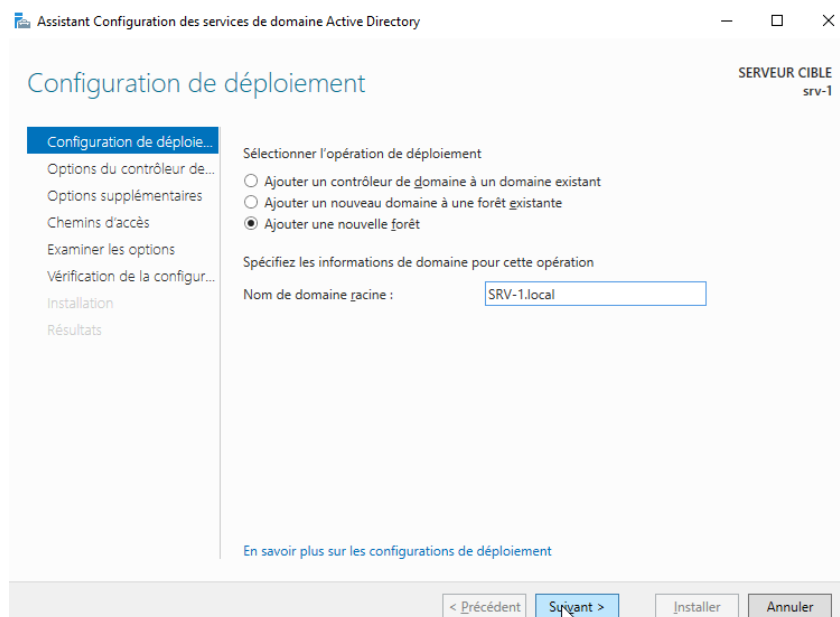 Assistant Configuration des services de domaine Active Directory
Configuration de déploiement
SERVEUR CIBLE
srv-1
Configuration de déploie...
Options du contrôleur de...
Options supplémentaires
Chemins d'accès
Examiner les options
Vérification de la configur...
Installation
Résultats
Sélectionner l'opération de déploiement
Ajouter un contrôleur de domaine à un domaine existant
Ajouter un nouveau domaine à une forêt existante
Ajouter une nouvelle forêt
Spécifiez les informations de domaine pour cette opération
Nom de domaine racine : SRV-1.local
En savoir plus sur les configurations de déploiement
< Précédent Suivant > Installer Annuler